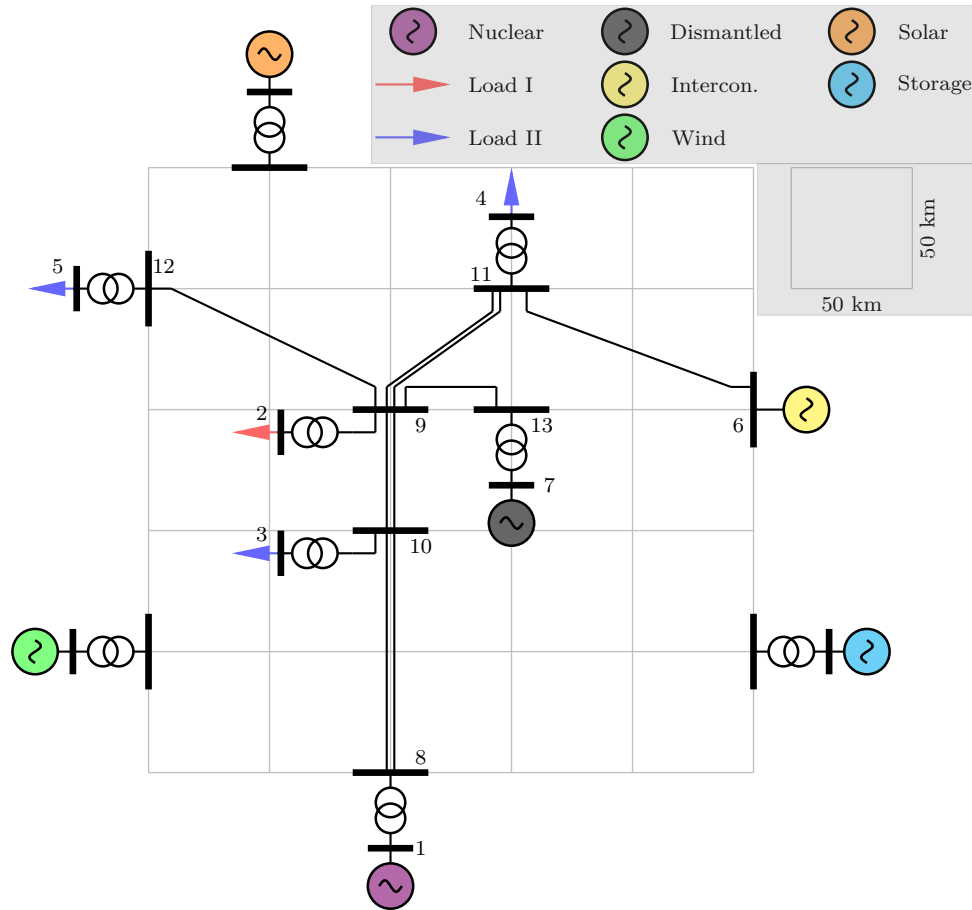 Nuclear Dismantled Solar
Load I Intercon. Storage
Load II Wind
4
50 km
50 km
5 12 11
2 9 13 6
7
3 10
8
1